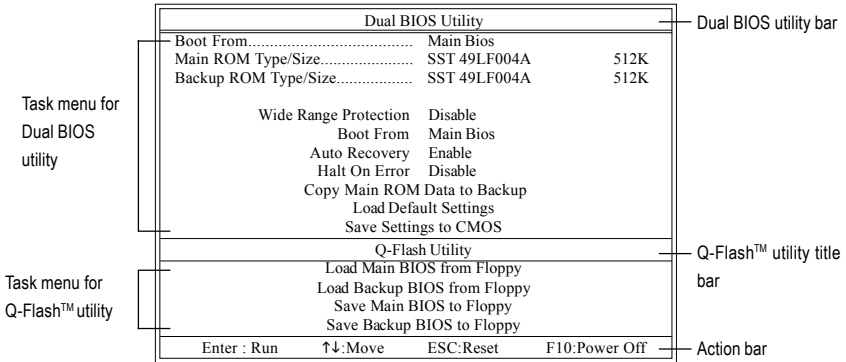 Dual BIOS Utility
Dual BIOS utility bar
Boot From...................................... Main Bios
Main ROM Type/Size..................... SST 49LF004A 512K
Backup ROM Type/Size................. SST 49LF004A 512K
Task menu for
Dual BIOS
utility
Wide Range Protection Disable
Boot From Main Bios
Auto Recovery Enable
Halt On Error Disable
Copy Main ROM Data to Backup
Load Default Settings
Save Settings to CMOS
Q-Flash Utility
Q-Flash™ utility title
bar
Task menu for
Q-Flash™ utility
Load Main BIOS from Floppy
Load Backup BIOS from Floppy
Save Main BIOS to Floppy
Save Backup BIOS to Floppy
Enter : Run ↑↓:Move ESC:Reset F10:Power Off
Action bar